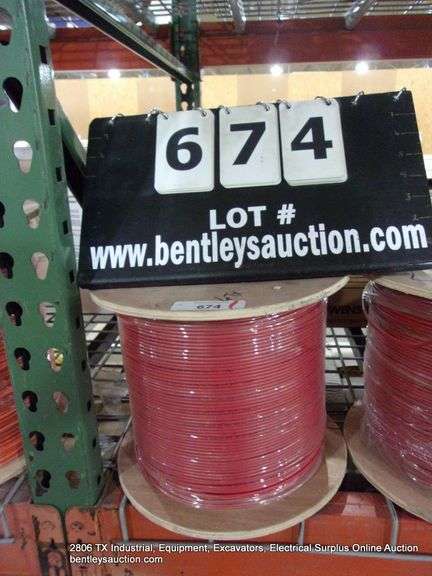 674
LOT #
www.bentleysauction.com
674
2806 TX Industrial, Equipment, Excavators, Electrical Surplus Online Auction
bentleysauction.com